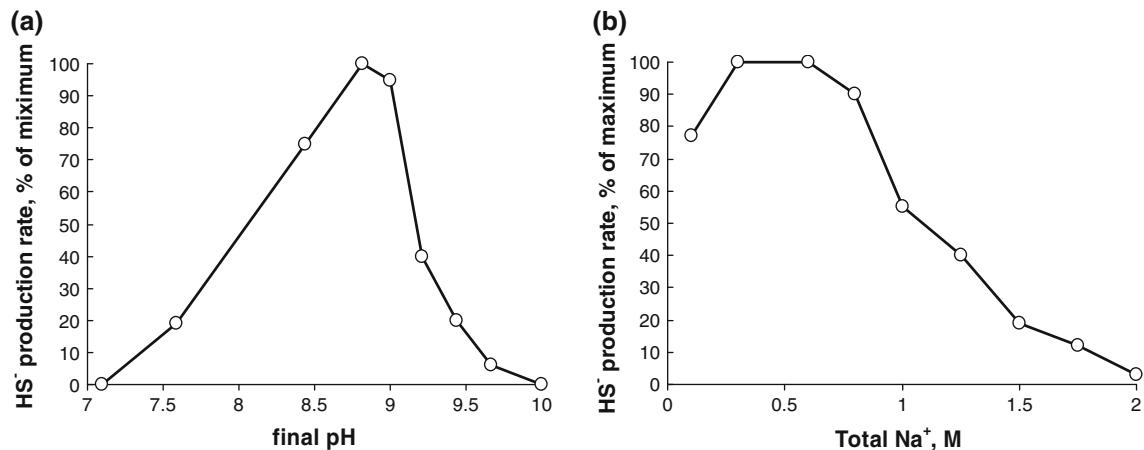 (a)
HS⁻ production rate, % of miximum
100
90
80
70
60
50
40
30
20
10
0
7 7.5 8 8.5 9 9.5 10
final pH
(b)
HS⁻ production rate, % of maximum
100
90
80
70
60
50
40
30
20
10
0
0 0.5 1 1.5 2
Total Na⁺, M